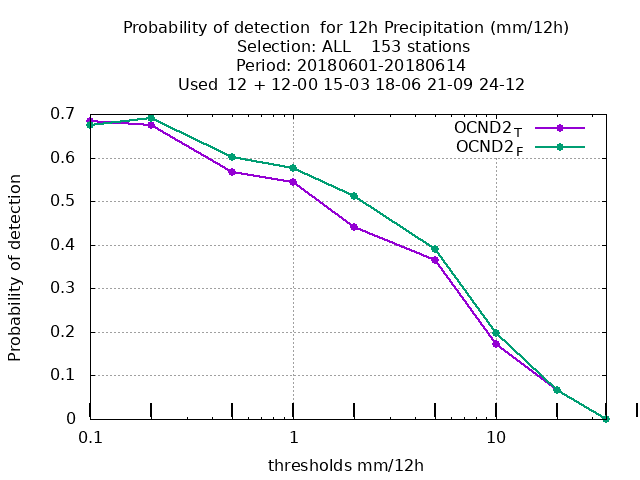 Probability of detection  for 12h Precipitation (mm/12h)
Selection: ALL    153 stations
Period: 20180601-20180614
Used  12 + 12-00 15-03 18-06 21-09 24-12
OCND2T
OCND2F
Probability of detection
0.7
0.6
0.5
0.4
0.3
0.2
0.1
0
0.1 1 10
thresholds mm/12h